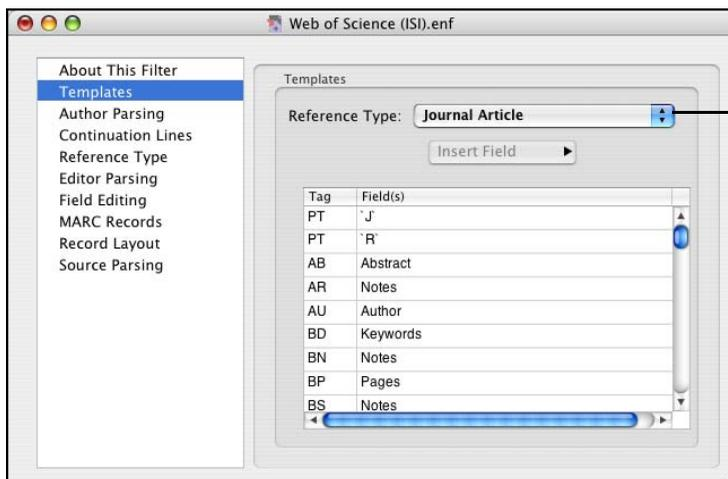 Web of Science (ISI).enf
About This Filter
Templates
Author Parsing
Continuation Lines
Reference Type
Editor Parsing
Field Editing
MARC Records
Record Layout
Source Parsing
Templates
Reference Type: Journal Article
Insert Field
Tag Field(s)
PT `J`
PT `R`
AB Abstract
AR Notes
AU Author
BD Keywords
BN Notes
BP Pages
BS Notes